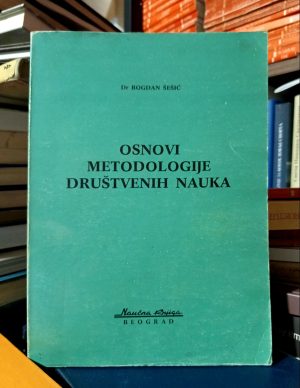 Dr BOGDAN ŠEŠIĆ
OSNOVI
METODOLOGIJE
DRUŠTVENIH NAUKA
Naučna knjiga
BEOGRAD